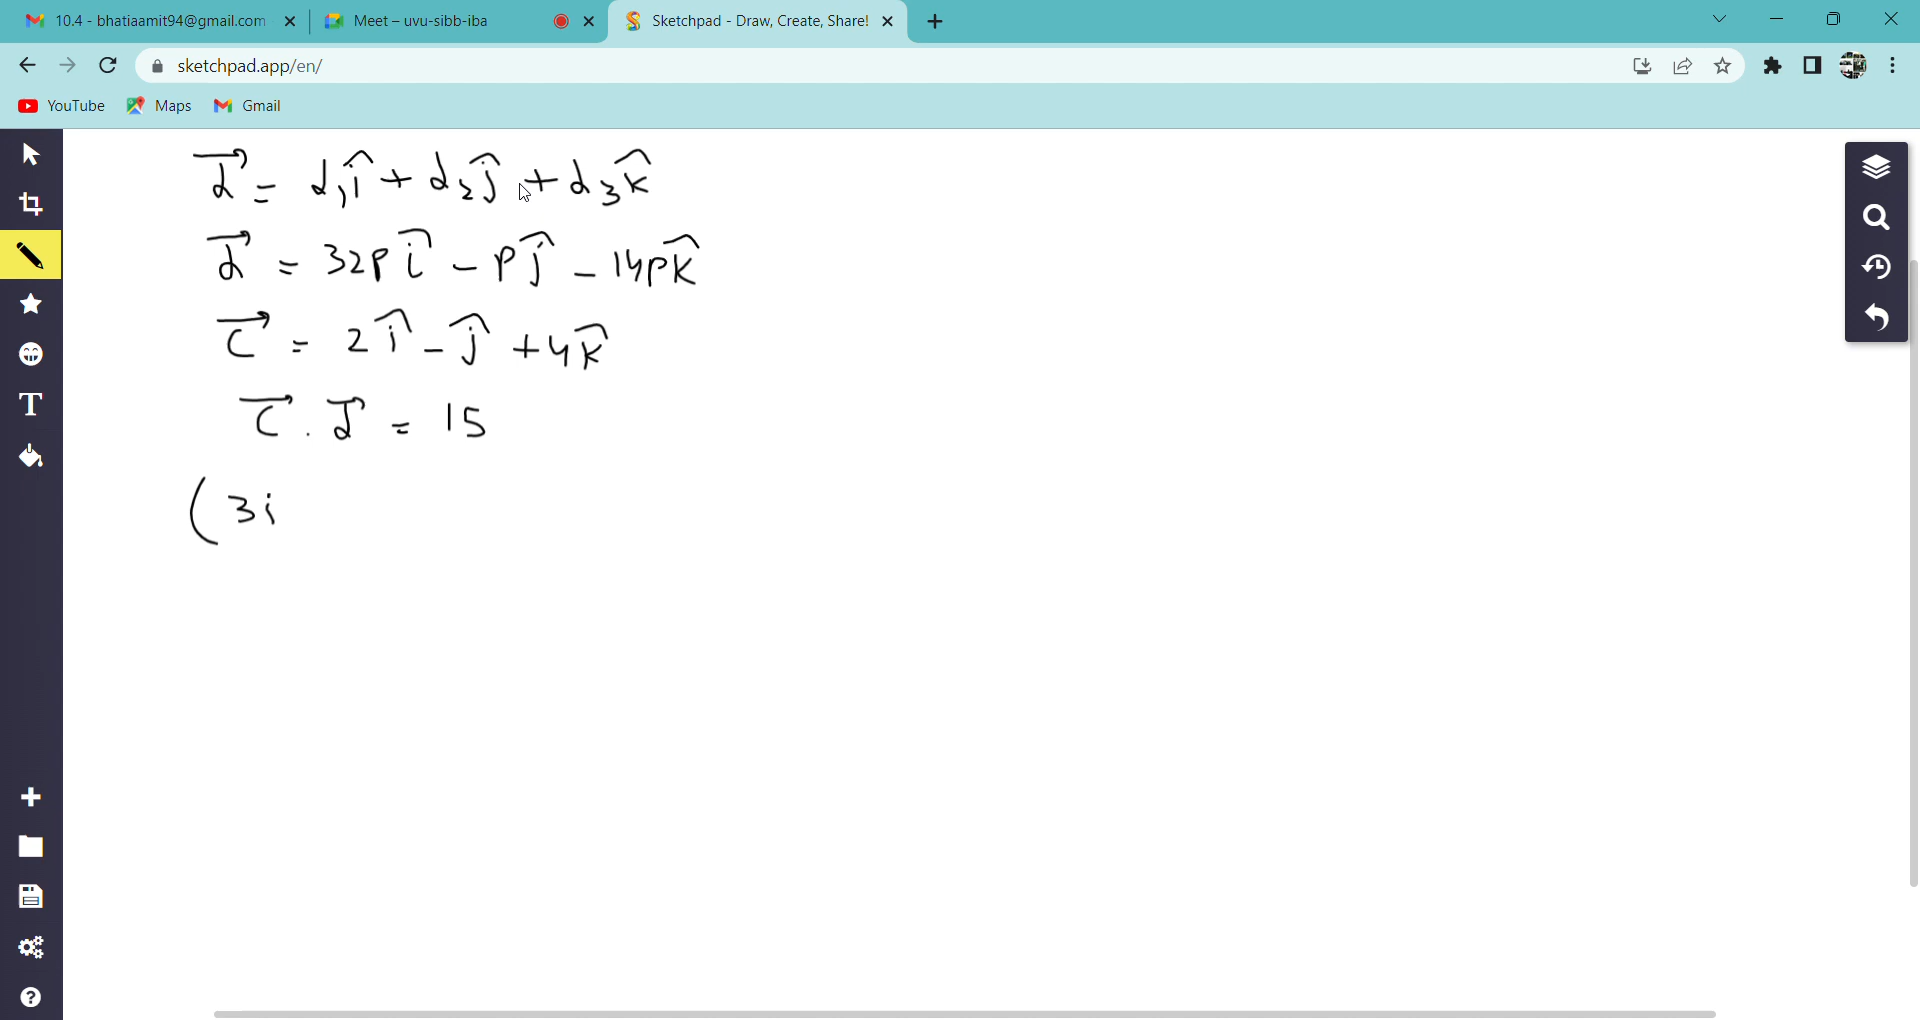 10.4 - bhatiaamit94@gmail.com Meet – uvu-sibb-iba Sketchpad - Draw, Create, Share!
sketchpad.app/en/
YouTube Maps Gmail
d⃗ = d₁î + d₂ĵ + d₃k̂
d⃗ = 32pî - pĵ - 14pk̂
c⃗ = 2î - ĵ + 4k̂
c⃗ . d⃗ = 15
( 3i
T